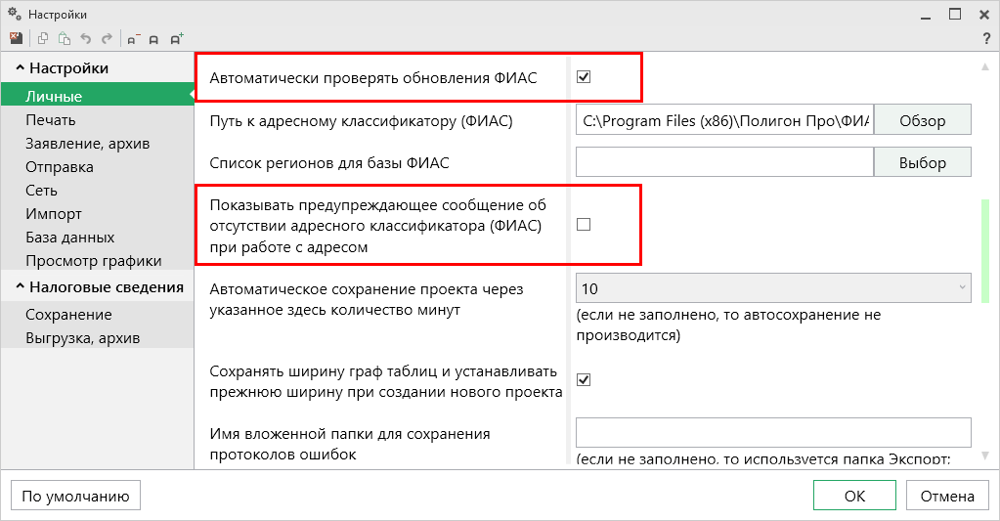 Настройки
?
Настройки
Личные
Печать
Заявление, архив
Отправка
Сеть
Импорт
База данных
Просмотр графики
Налоговые сведения
Сохранение
Выгрузка, архив
Автоматически проверять обновления ФИАС
Путь к адресному классификатору (ФИАС)
C:\Program Files (x86)\Полигон Про\ФИА
Обзор
Список регионов для базы ФИАС
Выбор
Показывать предупреждающее сообщение об
отсутствии адресного классификатора (ФИАС)
при работе с адресом
Автоматическое сохранение проекта через
указанное здесь количество минут
10
(если не заполнено, то автосохранение не
производится)
Сохранять ширину граф таблиц и устанавливать
прежнюю ширину при создании нового проекта
Имя вложенной папки для сохранения
протоколов ошибок
(если не заполнено, то используется папка Экспорт:
По умолчанию
ОК
Отмена